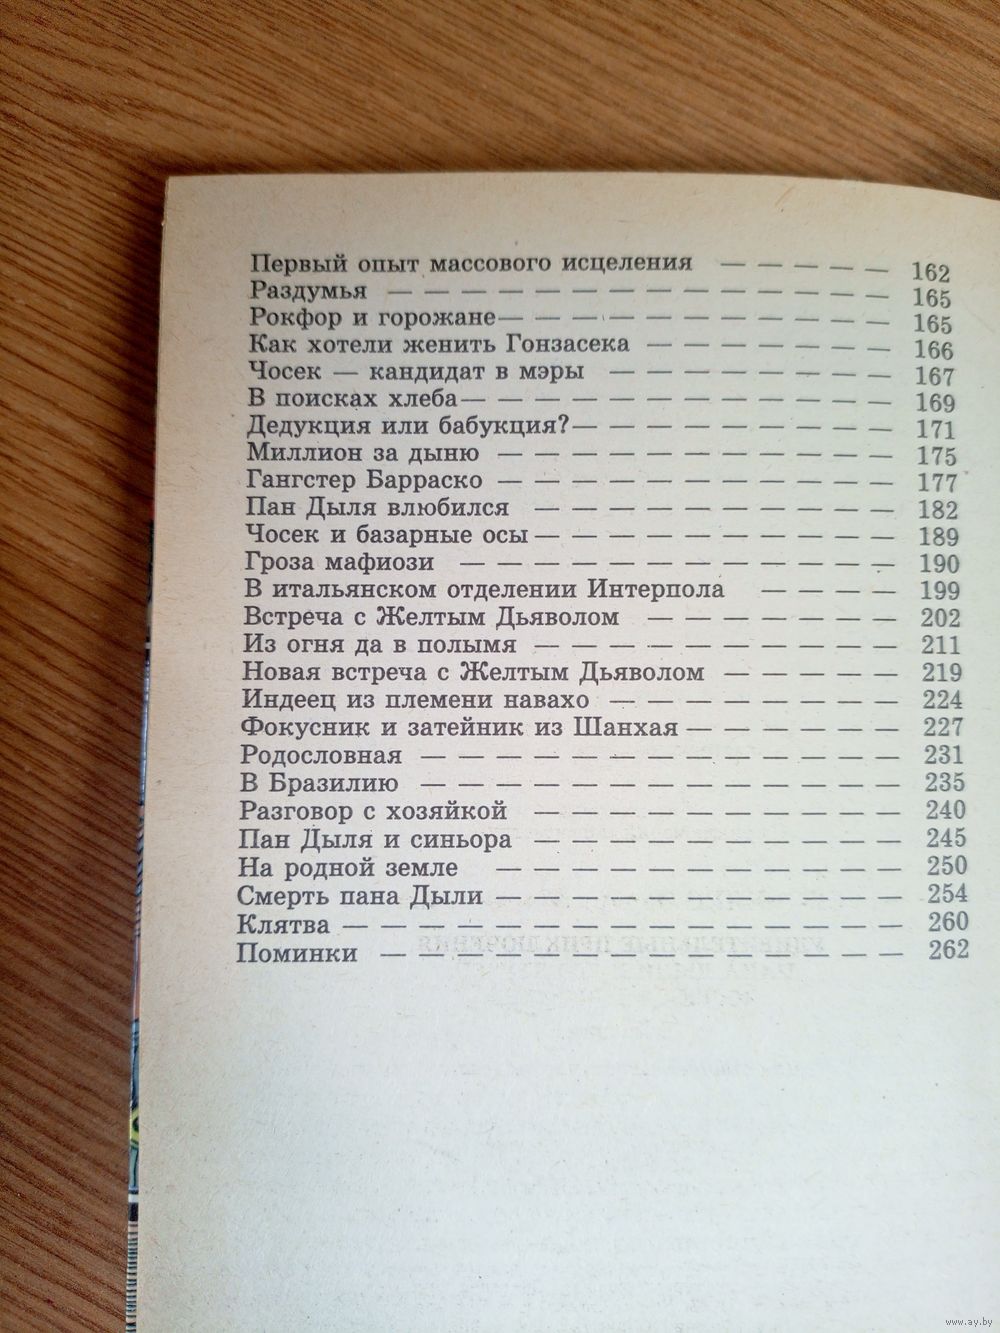 Первый опыт массового исцеления — — — — — — 162
Раздумья — — — — — — — — — — — — — — 165
Рокфор и горожане— — — — — — — — — — — 165
Как хотели женить Гонзасека — — — — — — — 166
Чосек — кандидат в мэры — — — — — — — — 167
В поисках хлеба— — — — — — — — — — — — 169
Дедукция или бабукция?— — — — — — — — — 171
Миллион за дыню — — — — — — — — — — — 175
Гангстер Барраско — — — — — — — — — — — 177
Пан Дыля влюбился — — — — — — — — — — 182
Чосек и базарные осы — — — — — — — — — — 189
Гроза мафиози — — — — — — — — — — — — 190
В итальянском отделении Интерпола — — — — 199
Встреча с Желтым Дьяволом — — — — — — — 202
Из огня да в полымя — — — — — — — — — — 211
Новая встреча с Желтым Дьяволом — — — — — 219
Индеец из племени навахо — — — — — — — — 224
Фокусник и затейник из Шанхая — — — — — — 227
Родословная — — — — — — — — — — — — — 231
В Бразилию — — — — — — — — — — — — — 235
Разговор с хозяйкой — — — — — — — — — — 240
Пан Дыля и синьора — — — — — — — — — — 245
На родной земле — — — — — — — — — — — 250
Смерть пана Дыли — — — — — — — — — — — 254
Клятва — — — — — — — — — — — — — — — 260
Поминки — — — — — — — — — — — — — — 262
www.ay.by